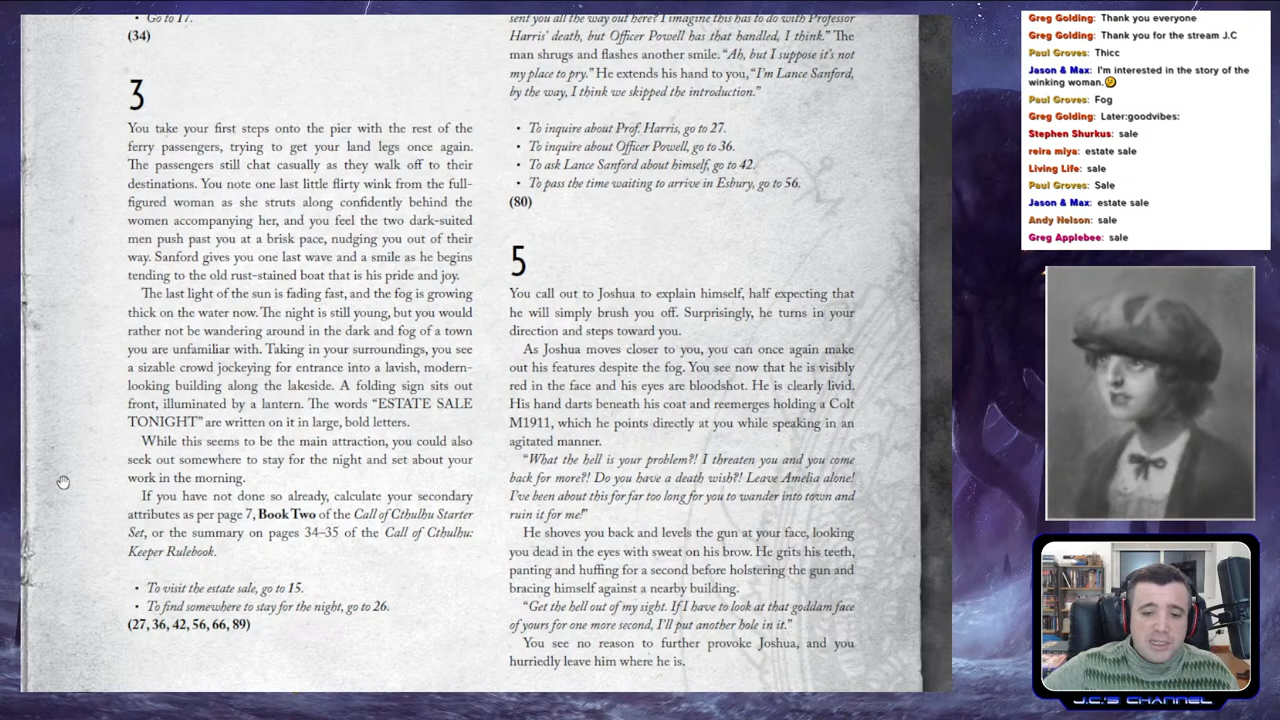 • Go to 17.
(34)
3
You take your first steps onto the pier with the rest of the
ferry passengers, trying to get your land legs once again.
The passengers still chat casually as they walk off to their
destinations. You note one last little flirty wink from the full-
figured woman as she struts along confidently behind the
women accompanying her, and you feel the two dark-suited
men push past you at a brisk pace, nudging you out of their
way. Sanford gives you one last wave and a smile as he begins
tending to the old rust-stained boat that is his pride and joy.
The last light of the sun is fading fast, and the fog is growing
thick on the water now. The night is still young, but you would
rather not be wandering around in the dark and fog of a town
you are unfamiliar with. Taking in your surroundings, you see
a sizable crowd jockeying for entrance into a lavish, modern-
looking building along the lakeside. A folding sign sits out
front, illuminated by a lantern. The words “ESTATE SALE
TONIGHT” are written on it in large, bold letters.
While this seems to be the main attraction, you could also
seek out somewhere to stay for the night and set about your
work in the morning.
If you have not done so already, calculate your secondary
attributes as per page 7, Book Two of the Call of Cthulhu Starter
Set, or the summary on pages 34–35 of the Call of Cthulhu:
Keeper Rulebook.
• To visit the estate sale, go to 15.
• To find somewhere to stay for the night, go to 26.
(27, 36, 42, 56, 66, 89)
sent you all the way out here? I imagine this has to do with Professor
Harris’ death, but Officer Powell has that handled, I think.” The
man shrugs and flashes another smile. “Ah, but I suppose it’s not
my place to pry.” He extends his hand to you, “I’m Lance Sanford,
by the way, I think we skipped the introduction.”
• To inquire about Prof. Harris, go to 27.
• To inquire about Officer Powell, go to 36.
• To ask Lance Sanford about himself, go to 42.
• To pass the time waiting to arrive in Esbury, go to 56.
(80)
5
You call out to Joshua to explain himself, half expecting that
he will simply brush you off. Surprisingly, he turns in your
direction and steps toward you.
As Joshua moves closer to you, you can once again make
out his features despite the fog. You see now that he is visibly
red in the face and his eyes are bloodshot. He is clearly livid.
His hand darts beneath his coat and reemerges holding a Colt
M1911, which he points directly at you while speaking in an
agitated manner.
“What the hell is your problem?! I threaten you and you come
back for more?! Do you have a death wish?! Leave Amelia alone!
I’ve been about this for far too long for you to wander into town and
ruin it for me!”
He shoves you back and levels the gun at your face, looking
you dead in the eyes with sweat on his brow. He grits his teeth,
panting and huffing for a second before holstering the gun and
bracing himself against a nearby building.
“Get the hell out of my sight. If I have to look at that goddam face
of yours for one more second, I’ll put another hole in it.”
You see no reason to further provoke Joshua, and you
hurriedly leave him where he is.
Greg Golding: Thank you everyone
Greg Golding: Thank you for the stream J.C
Paul Groves: Thicc
Jason & Max: I'm interested in the story of the
winking woman.
Paul Groves: Fog
Greg Golding: Later:goodvibes:
Stephen Shurkus: sale
reira miya: estate sale
Living Life: sale
Paul Groves: Sale
Jason & Max: estate sale
Andy Nelson: sale
Greg Applebee: sale
J.C.'S CHANNEL